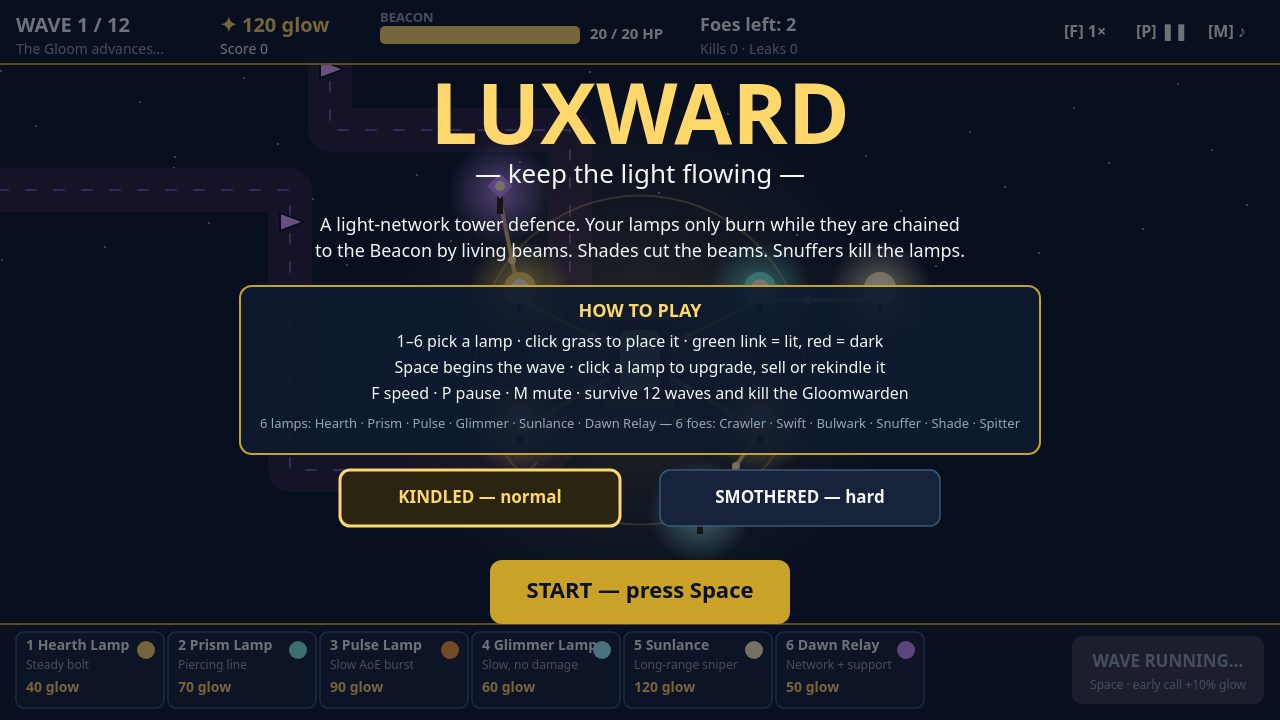 WAVE 1 / 12
The Gloom advances...
✦ 120 glow
Score 0
BEACON
20 / 20 HP
Foes left: 2
Kills 0 · Leaks 0
[F] 1×
[P] ❚❚
[M] ♪
LUXWARD
— keep the light flowing —
A light-network tower defence. Your lamps only burn while they are chained
to the Beacon by living beams. Shades cut the beams. Snuffers kill the lamps.
HOW TO PLAY
1–6 pick a lamp · click grass to place it · green link = lit, red = dark
Space begins the wave · click a lamp to upgrade, sell or rekindle it
F speed · P pause · M mute · survive 12 waves and kill the Gloomwarden
6 lamps: Hearth · Prism · Pulse · Glimmer · Sunlance · Dawn Relay — 6 foes: Crawler · Swift · Bulwark · Snuffer · Shade · Spitter
KINDLED — normal
SMOTHERED — hard
START — press Space
1 Hearth Lamp
Steady bolt
40 glow
2 Prism Lamp
Piercing line
70 glow
3 Pulse Lamp
Slow AoE burst
90 glow
4 Glimmer Lamp
Slow, no damage
60 glow
5 Sunlance
Long-range sniper
120 glow
6 Dawn Relay
Network + support
50 glow
WAVE RUNNING...
Space · early call +10% glow